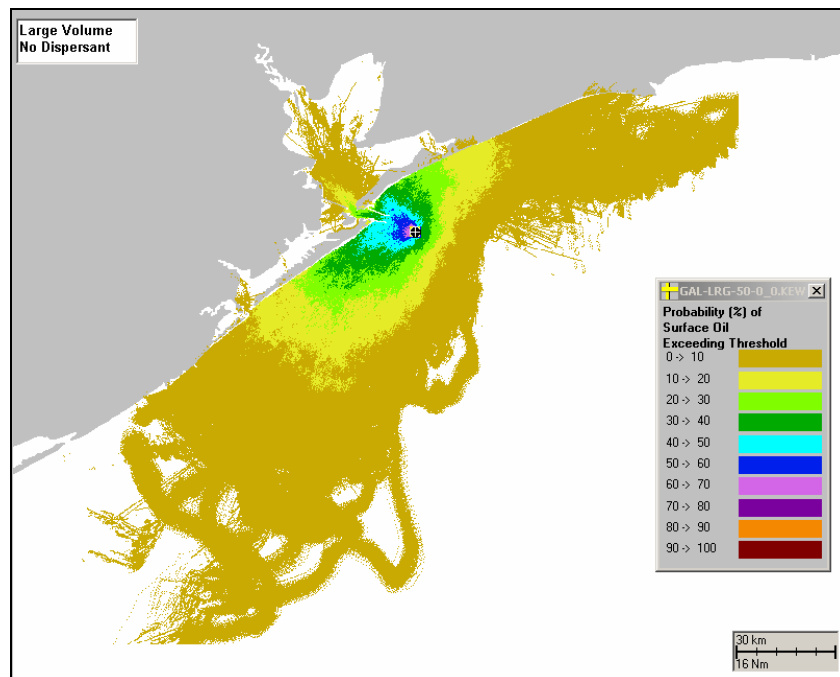 Large Volume
No Dispersant
GAL-LRG-50-0_0.KEW
Probability (%) of
Surface Oil
Exceeding Threshold
0 -> 10
10 -> 20
20 -> 30
30 -> 40
40 -> 50
50 -> 60
60 -> 70
70 -> 80
80 -> 90
90 -> 100
30 km
16 Nm